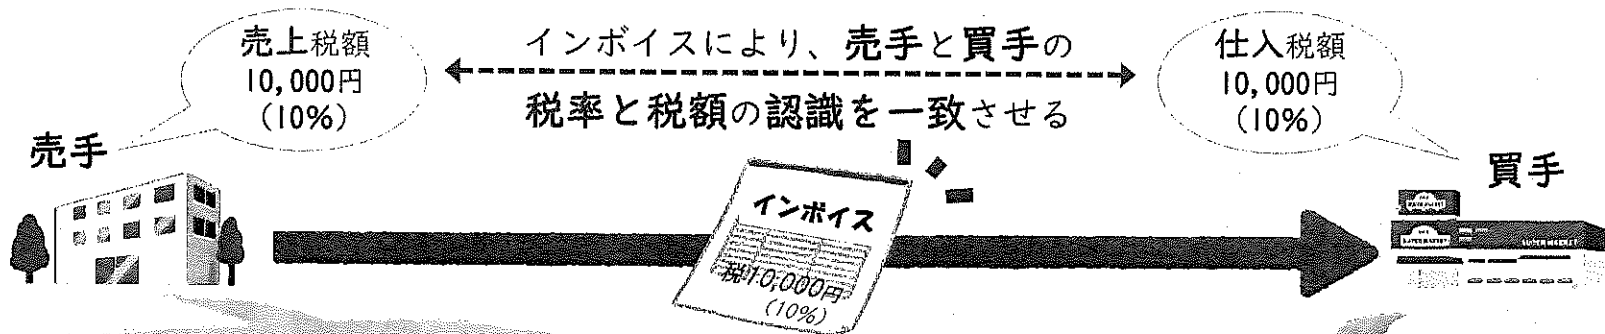 売上税額
10,000円
(10%)
インボイスにより、売手と買手の
税率と税額の認識を一致させる
仕入税額
10,000円
(10%)
売手
買手
インボイス
税10,000円
(10%)
SUPERMARKET